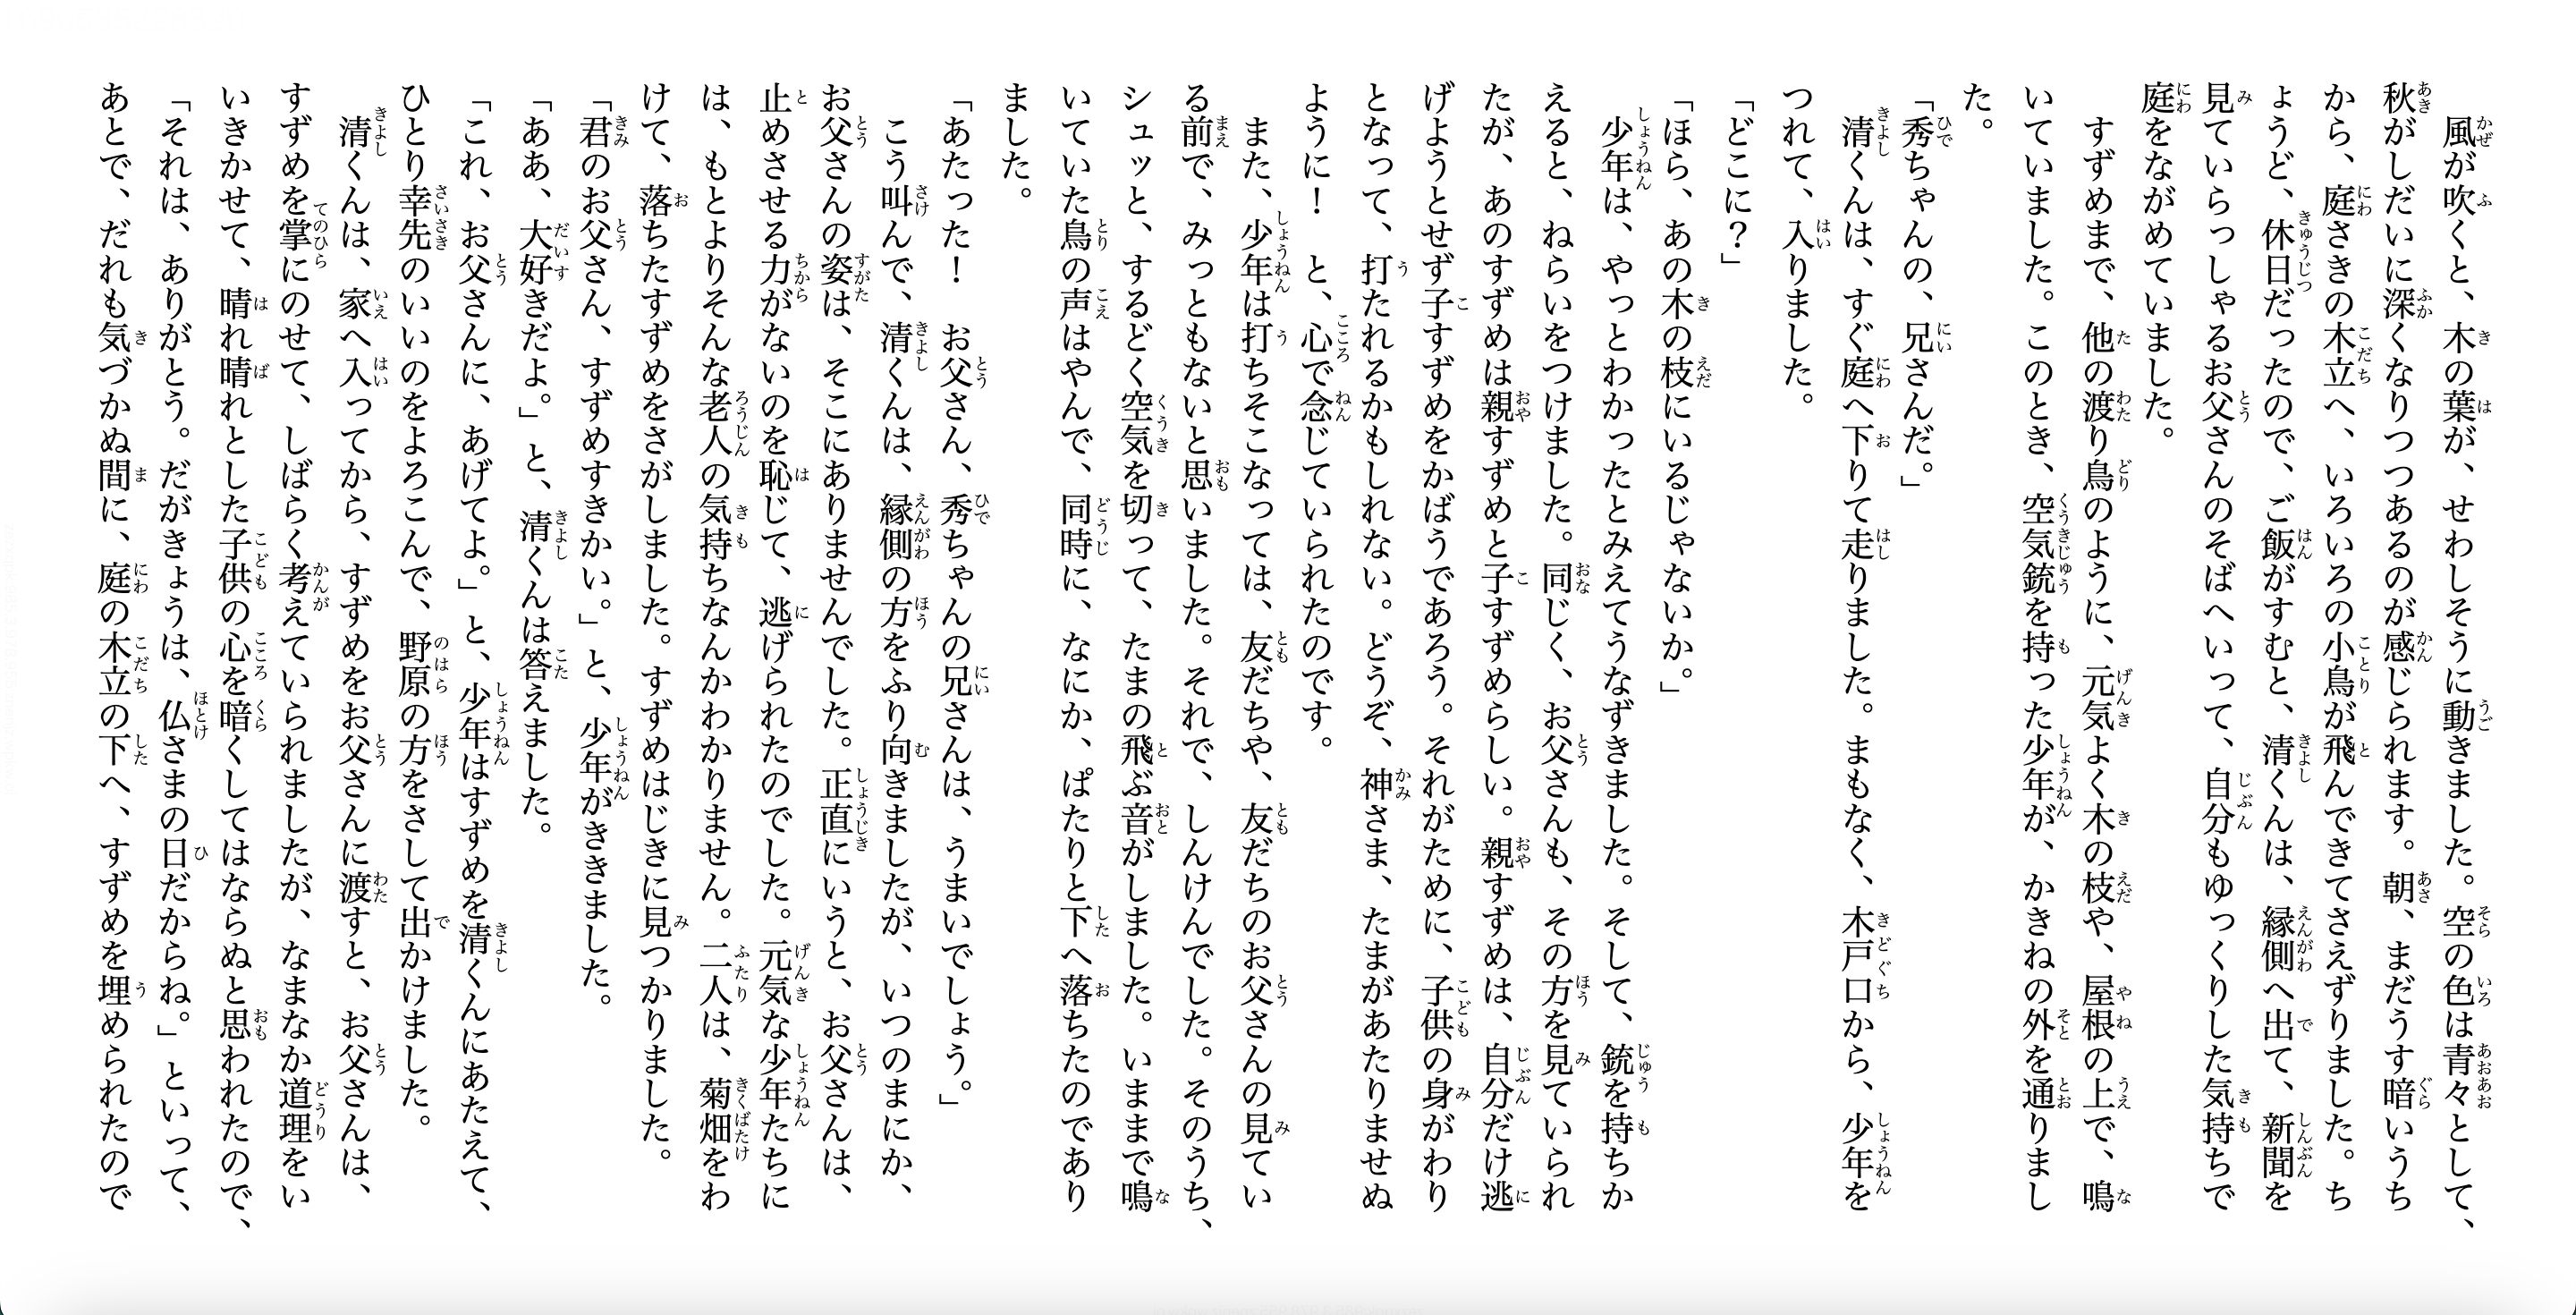 風が吹くと、木の葉が、せわしそうに動きました。空の色は青々として、
秋がしだいに深くなりつつあるのが感じられます。朝、まだうす暗いうち
から、庭さきの木立へ、いろいろの小鳥が飛んできてさえずりました。ち
ょうど、休日だったので、ご飯がすむと、清くんは、縁側へ出て、新聞を
見ていらっしゃるお父さんのそばへいって、自分もゆっくりした気持ちで
庭をながめていました。
すずめまで、他の渡り鳥のように、元気よく木の枝や、屋根の上で、鳴
いていました。このとき、空気銃を持った少年が、かきねの外を通りまし
た。
「秀ちゃんの、兄さんだ。」
清くんは、すぐ庭へ下りて走りました。まもなく、木戸口から、少年を
つれて、入りました。
「どこに？」
「ほら、あの木の枝にいるじゃないか。」
少年は、やっとわかったとみえてうなずきました。そして、銃を持ちか
えると、ねらいをつけました。同じく、お父さんも、その方を見ていられ
たが、あのすずめは親すずめと子すずめらしい。親すずめは、自分だけ逃
げようとせず子すずめをかばうであろう。それがために、子供の身がわり
となって、打たれるかもしれない。どうぞ、神さま、たまがあたりませぬ
ように！　と、心で念じていられたのです。
また、少年は打ちそこなっては、友だちや、友だちのお父さんの見てい
る前で、みっともないと思いました。それで、しんけんでした。そのうち、
シュッと、するどく空気を切って、たまの飛ぶ音がしました。いままで鳴
いていた鳥の声はやんで、同時に、なにか、ぱたりと下へ落ちたのであり
ました。
「あたった！　お父さん、秀ちゃんの兄さんは、うまいでしょう。」
こう叫んで、清くんは、縁側の方をふり向きましたが、いつのまにか、
お父さんの姿は、そこにありませんでした。正直にいうと、お父さんは、
止めさせる力がないのを恥じて、逃げられたのでした。元気な少年たちに
は、もとよりそんな老人の気持ちなんかわかりません。二人は、菊畑をわ
けて、落ちたすずめをさがしました。すずめはじきに見つかりました。
「君のお父さん、すずめすきかい。」と、少年がききました。
「ああ、大好きだよ。」と、清くんは答えました。
「これ、お父さんに、あげてよ。」と、少年はすずめを清くんにあたえて、
ひとり幸先のいいのをよろこんで、野原の方をさして出かけました。
清くんは、家へ入ってから、すずめをお父さんに渡すと、お父さんは、
すずめを掌にのせて、しばらく考えていられましたが、なまなか道理をい
いきかせて、晴れ晴れとした子供の心を暗くしてはならぬと思われたので、
「それは、ありがとう。だがきょうは、仏さまの日だからね。」といって、
あとで、だれも気づかぬ間に、庭の木立の下へ、すずめを埋められたので